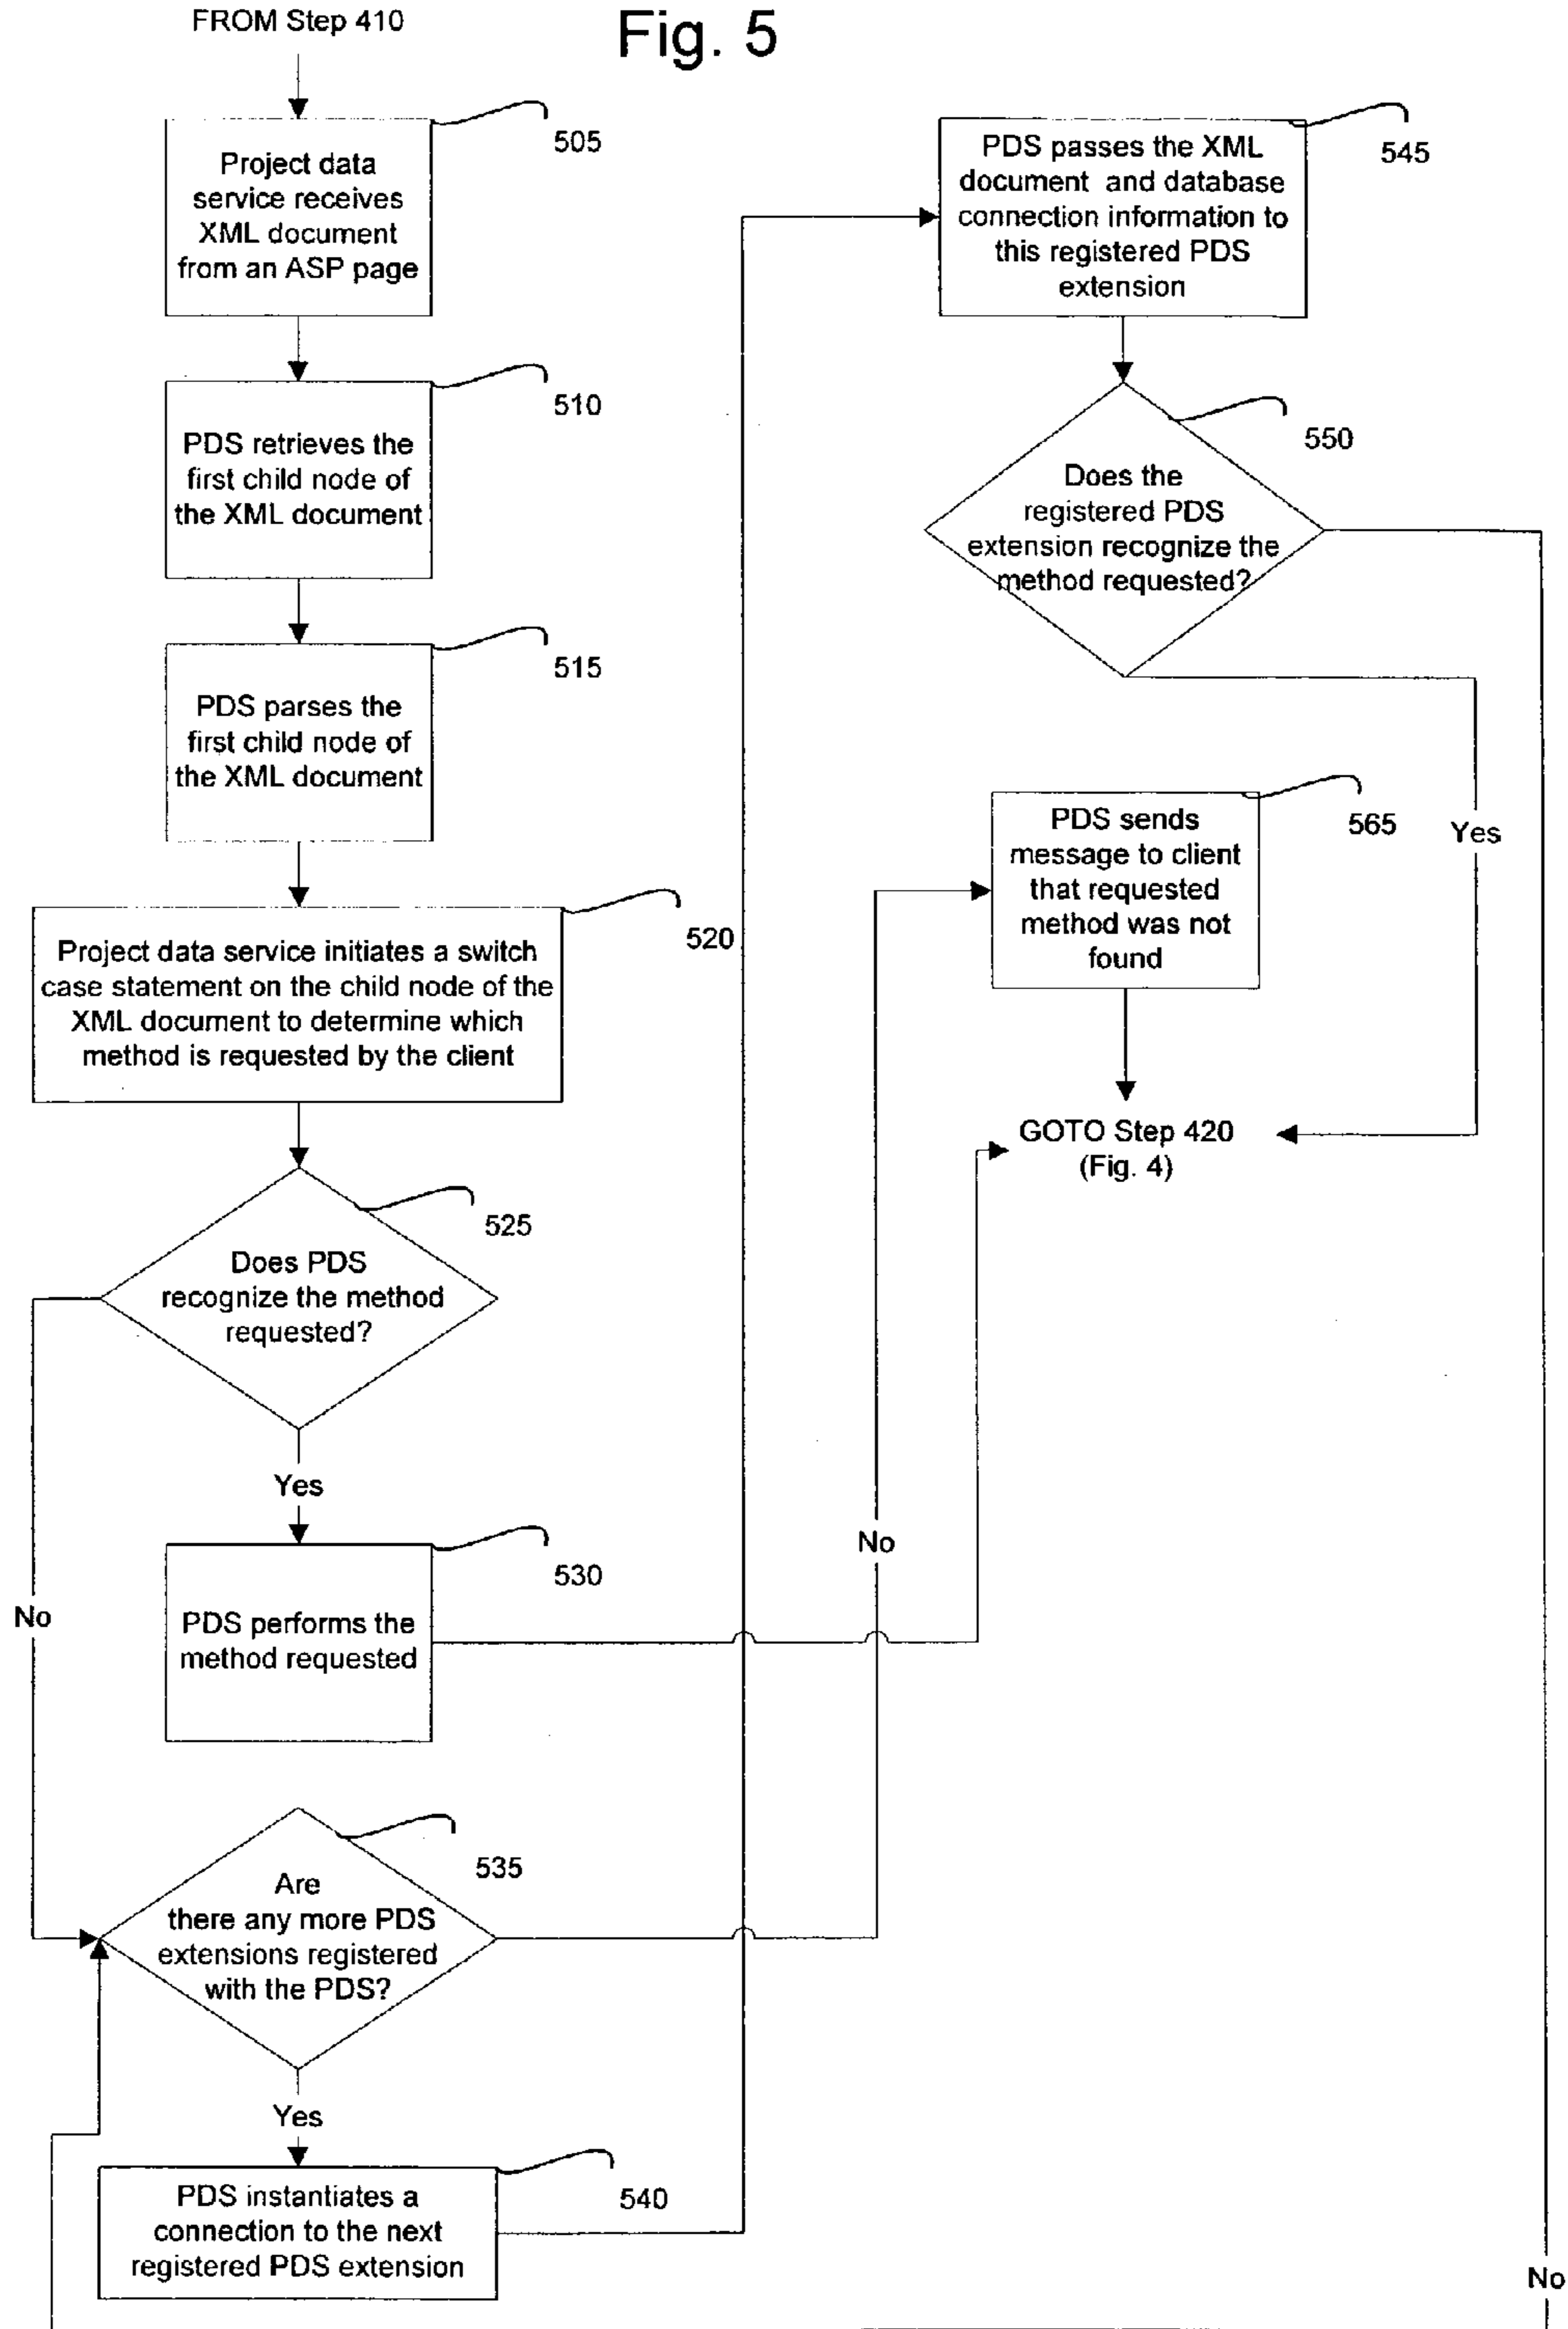 FROM Step 410
Fig. 5
505
Project data
service receives
XML document
from an ASP page
510
PDS retrieves the
first child node of
the XML document
515
PDS parses the
first child node of
the XML document
520
Project data service initiates a switch
case statement on the child node of the
XML document to determine which
method is requested by the client
525
Does PDS
recognize the method
requested?
Yes
No
530
PDS performs the
method requested
535
Are
there any more PDS
extensions registered
with the PDS?
No
Yes
540
PDS instantiates a
connection to the next
registered PDS extension
545
PDS passes the XML
document and database
connection information to
this registered PDS
extension
550
Does the
registered PDS
extension recognize the
method requested?
Yes
565
PDS sends
message to client
that requested
method was not
found
GOTO Step 420
(Fig. 4)
No